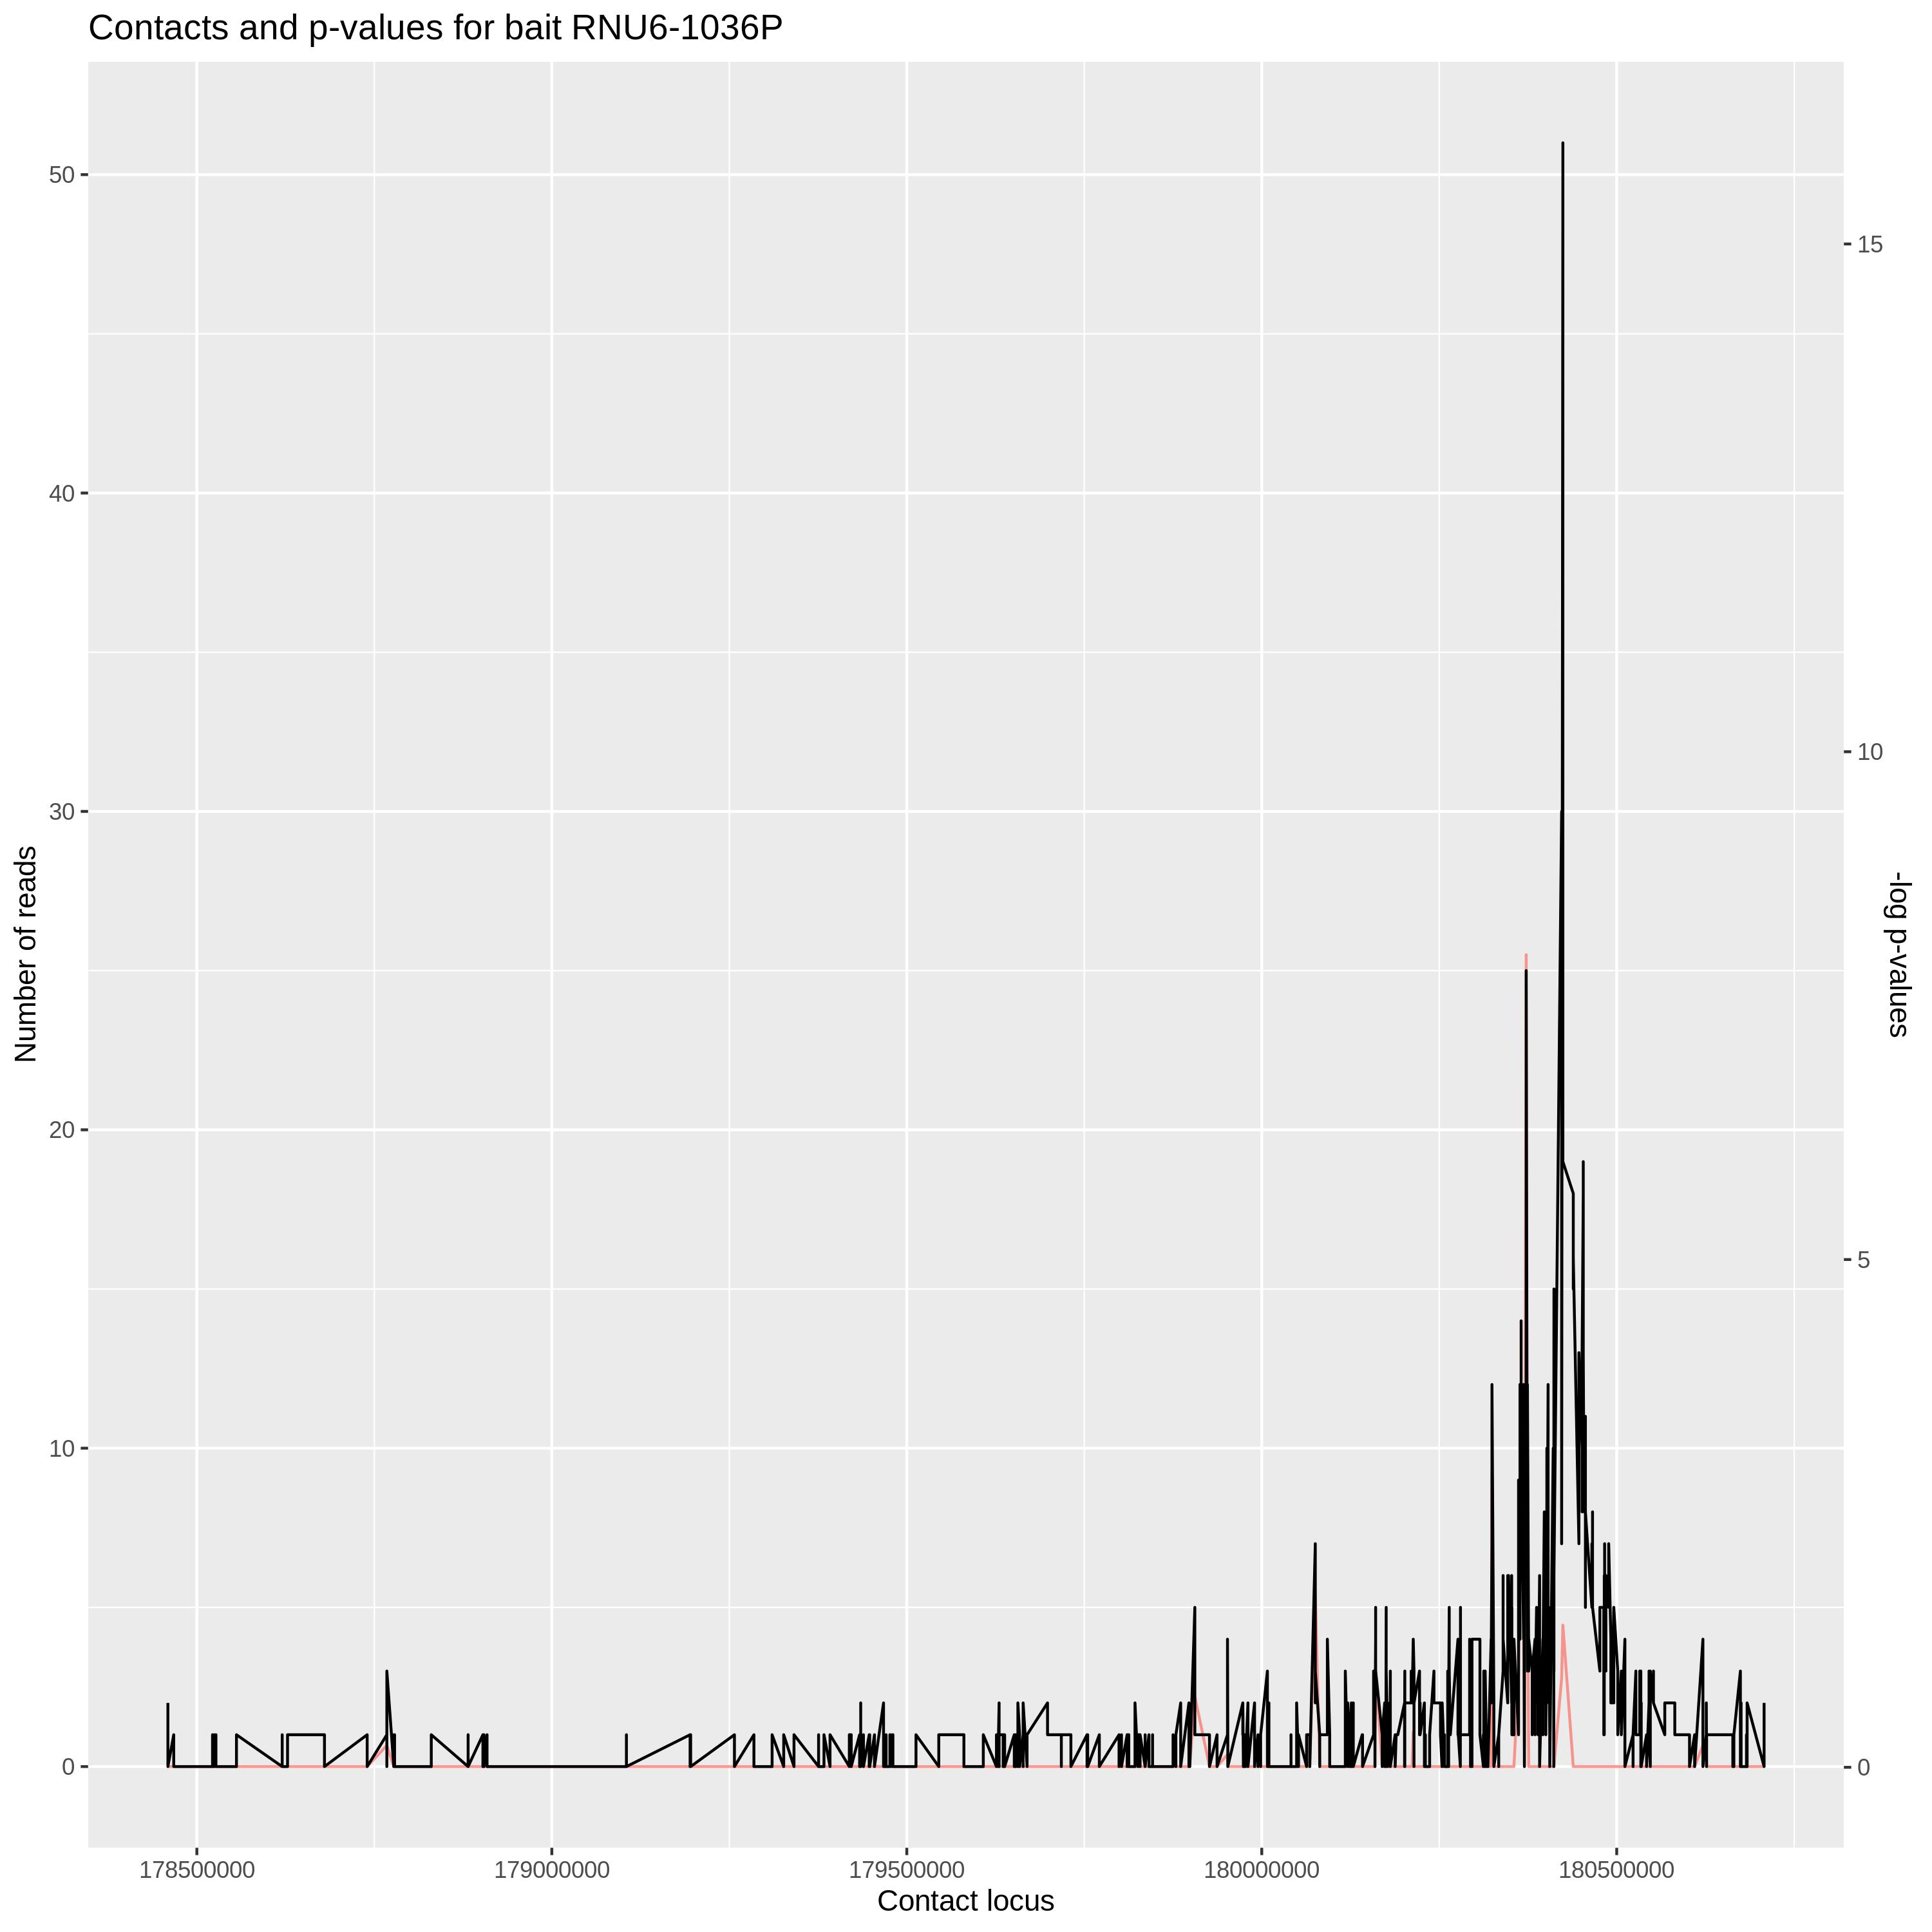 Contacts and p-values for bait RNU6-1036P
50
40
30
20
10
0
Number of reads
15
10
5
0
-log p-values
178500000 179000000 179500000 180000000 180500000
Contact locus